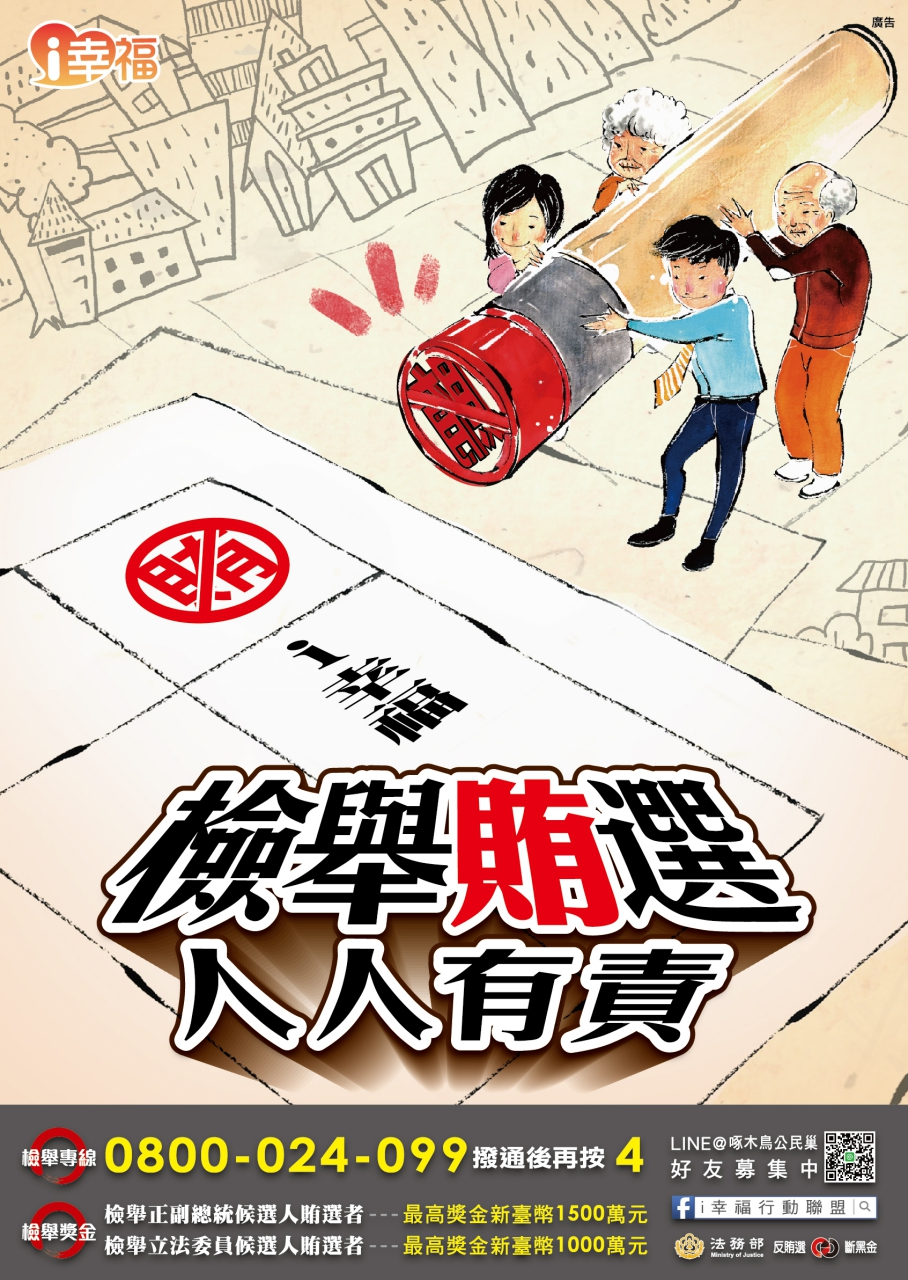 廣告
i幸福
賄
賄
i幸福
檢舉賄選
人人有責
檢舉專線 0800-024-099 撥通後再按 4
LINE@啄木鳥公民巢
好友募集中
檢舉獎金
檢舉正副總統候選人賄選者---最高獎金新臺幣1500萬元
檢舉立法委員候選人賄選者---最高獎金新臺幣1000萬元
f i幸福行動聯盟
法務部 反賄選 斷黑金
Ministry of Justice